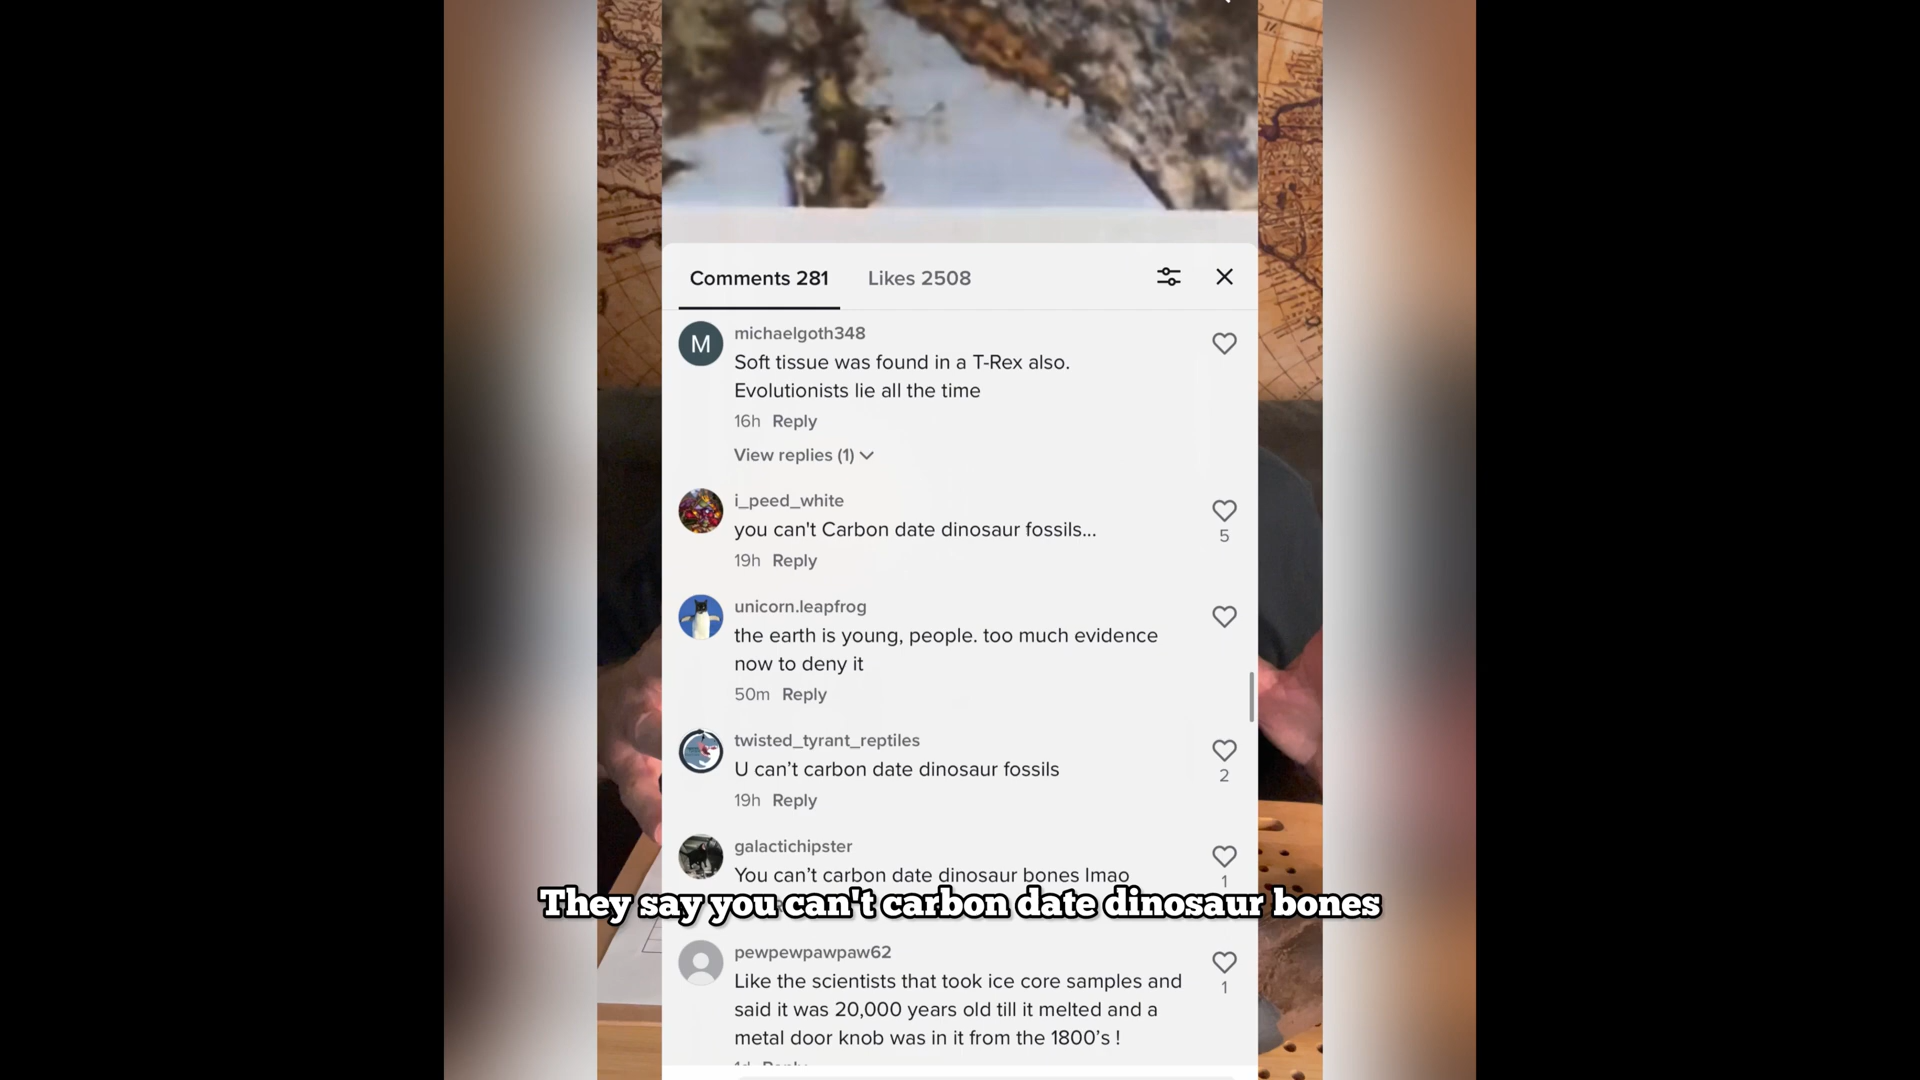 Comments 281
Likes 2508
M
michaelgoth348
Soft tissue was found in a T-Rex also.
Evolutionists lie all the time
16h Reply
View replies (1)
i_peed_white
you can't Carbon date dinosaur fossils...
5
19h Reply
unicorn.leapfrog
the earth is young, people. too much evidence
now to deny it
50m Reply
twisted_tyrant_reptiles
U can't carbon date dinosaur fossils
2
19h Reply
galactichipster
You can't carbon date dinosaur bones lmao
1
They say you can't carbon date dinosaur bones
pewpewpawpaw62
Like the scientists that took ice core samples and
1
said it was 20,000 years old till it melted and a
metal door knob was in it from the 1800's !